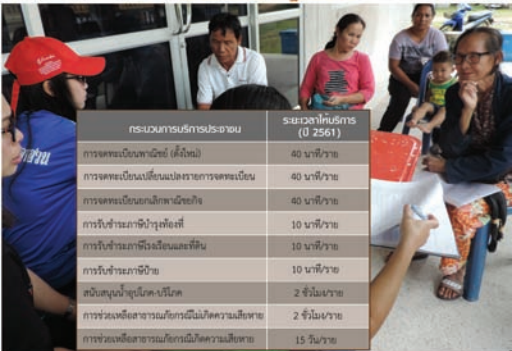 กระบวนการบริการประชาชน ระยะเวลาให้บริการ
(ปี 2561)
การจดทะเบียนพาณิชย์ (ตั้งใหม่) 40 นาที/ราย
การจดทะเบียนเปลี่ยนแปลงรายการจดทะเบียน 40 นาที/ราย
การจดทะเบียนยกเลิกพาณิชยกิจ 40 นาที/ราย
การรับชำระภาษีบำรุงท้องที่ 10 นาที/ราย
การรับชำระภาษีโรงเรือนและที่ดิน 10 นาที/ราย
การรับชำระภาษีป้าย 10 นาที/ราย
สนับสนุนน้ำอุปโภค-บริโภค 2 ชั่วโมง/ราย
การช่วยเหลือสาธารณภัยกรณีไม่เกิดความเสียหาย 2 ชั่วโมง/ราย
การช่วยเหลือสาธารณภัยกรณีเกิดความเสียหาย 15 วัน/ราย